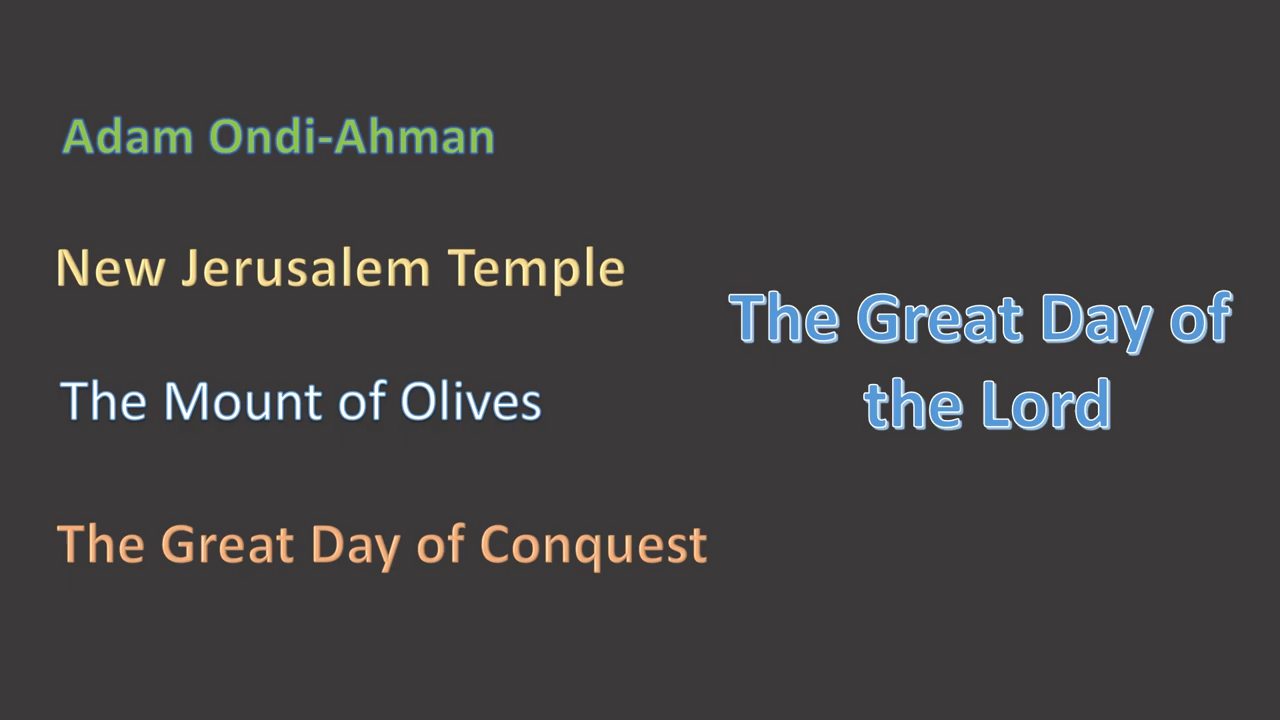 Adam Ondi-Ahman
New Jerusalem Temple
The Mount of Olives
The Great Day of Conquest
The Great Day of
the Lord